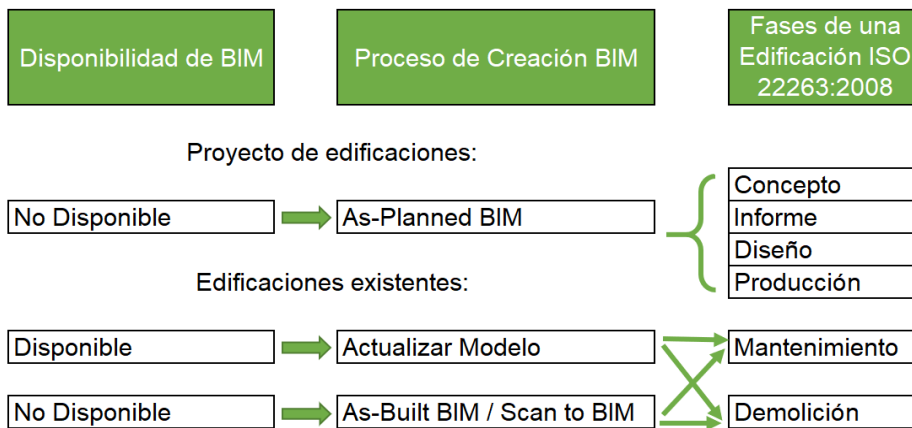 Disponibilidad de BIM
Proceso de Creación BIM
Fases de una
Edificación ISO
22263:2008
Proyecto de edificaciones:
No Disponible
As-Planned BIM
Concepto
Informe
Diseño
Producción
Edificaciones existentes:
Disponible
Actualizar Modelo
Mantenimiento
No Disponible
As-Built BIM / Scan to BIM
Demolición